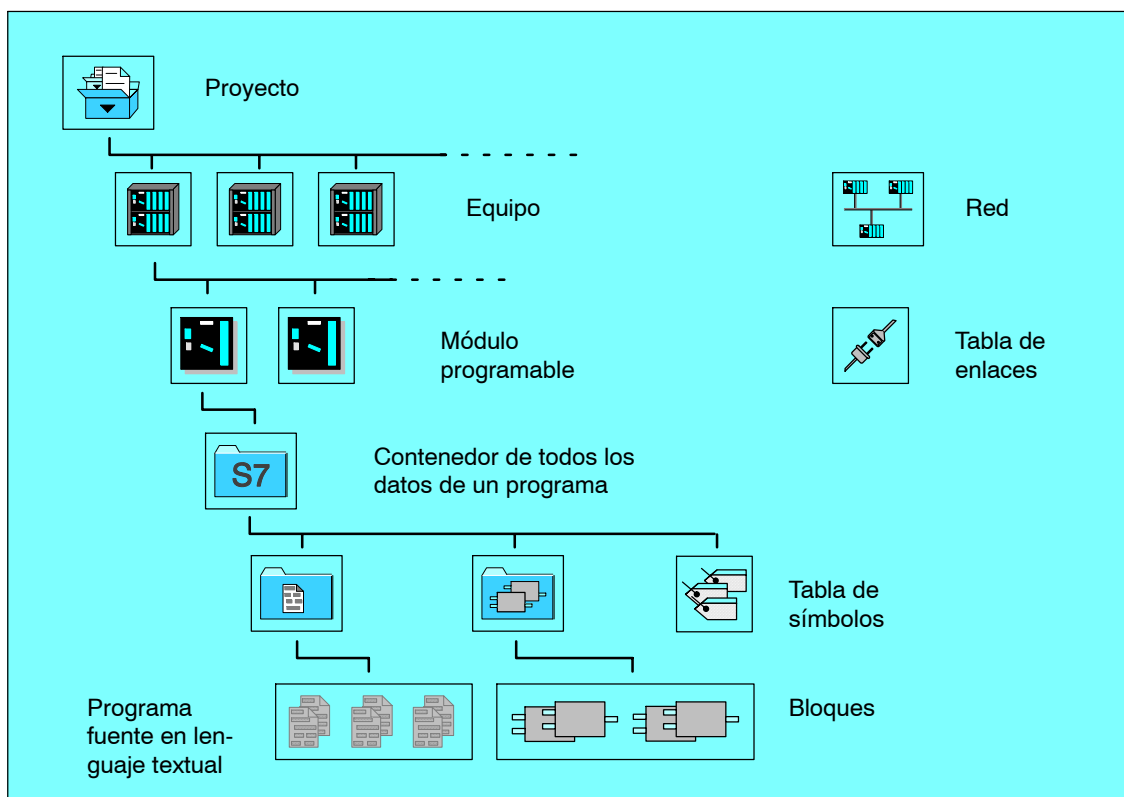 Proyecto
Equipo
Red
Módulo
programable
Tabla de
enlaces
S7
Contenedor de todos los
datos de un programa
Tabla de
símbolos
Programa
fuente en len-
guaje textual
Bloques